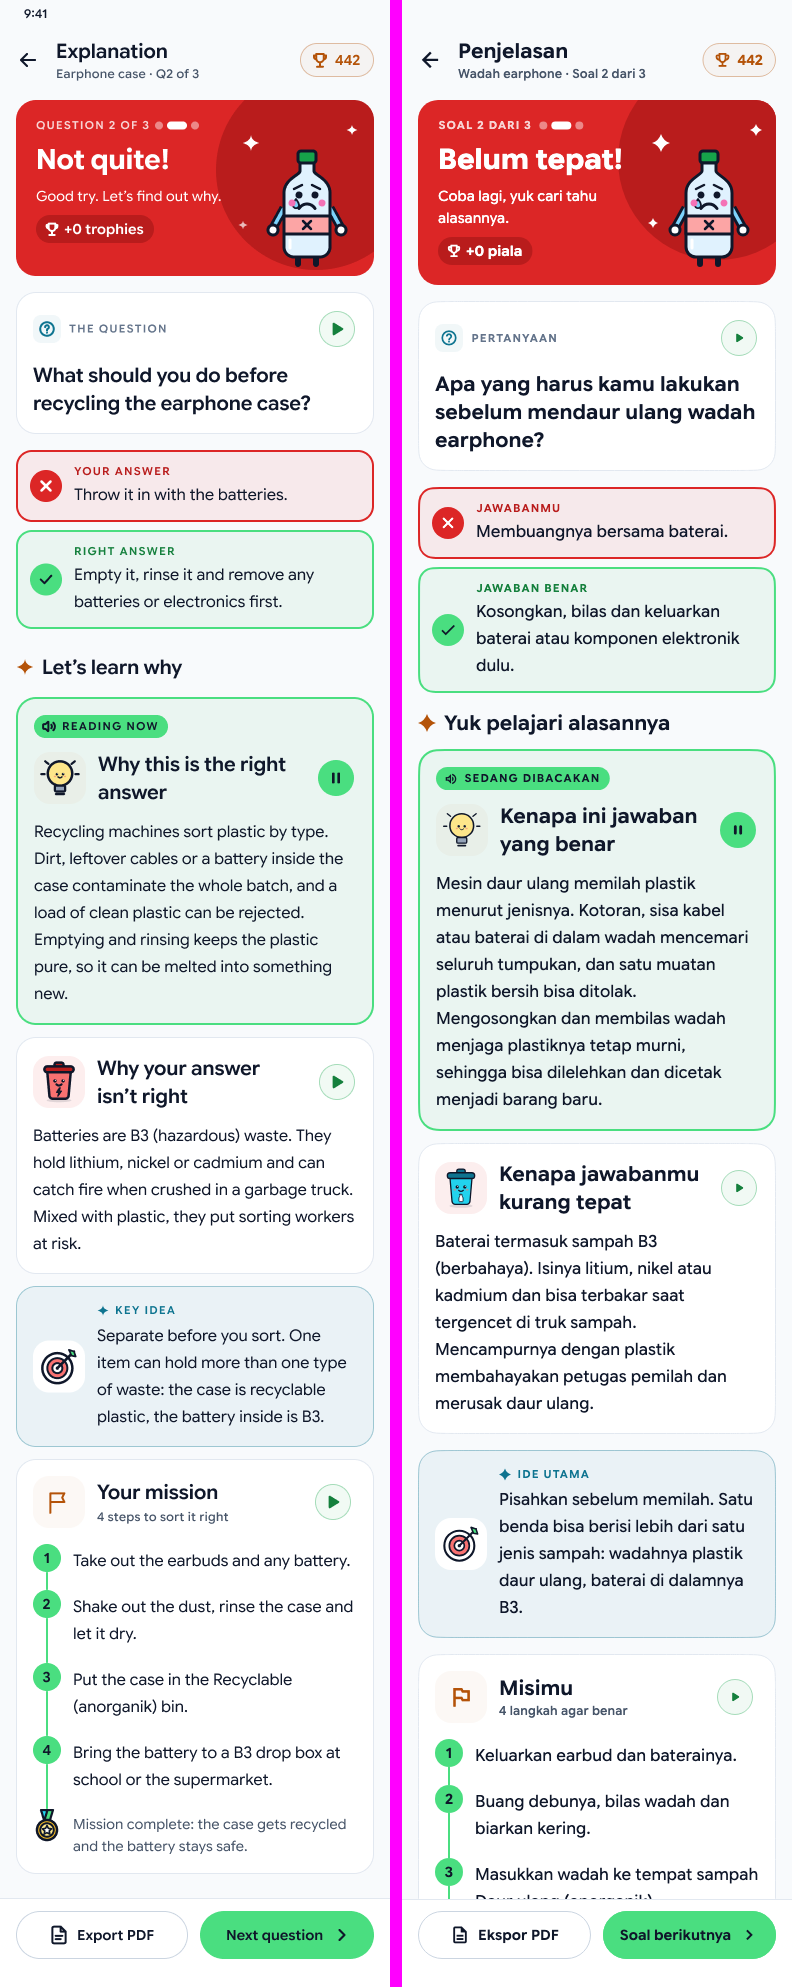 9:41
Explanation
Earphone case · Q2 of 3
442
QUESTION 2 OF 3
Not quite!
Good try. Let's find out why.
+0 trophies
THE QUESTION
What should you do before
recycling the earphone case?
YOUR ANSWER
Throw it in with the batteries.
RIGHT ANSWER
Empty it, rinse it and remove any
batteries or electronics first.
Let's learn why
READING NOW
Why this is the right
answer
Recycling machines sort plastic by type.
Dirt, leftover cables or a battery inside the
case contaminate the whole batch, and a
load of clean plastic can be rejected.
Emptying and rinsing keeps the plastic
pure, so it can be melted into something
new.
Why your answer
isn't right
Batteries are B3 (hazardous) waste. They
hold lithium, nickel or cadmium and can
catch fire when crushed in a garbage truck.
Mixed with plastic, they put sorting workers
at risk.
KEY IDEA
Separate before you sort. One
item can hold more than one type
of waste: the case is recyclable
plastic, the battery inside is B3.
Your mission
4 steps to sort it right
1 Take out the earbuds and any battery.
2 Shake out the dust, rinse the case and
let it dry.
3 Put the case in the Recyclable
(anorganik) bin.
4 Bring the battery to a B3 drop box at
school or the supermarket.
Mission complete: the case gets recycled
and the battery stays safe.
Export PDF
Next question
Penjelasan
Wadah earphone · Soal 2 dari 3
442
SOAL 2 DARI 3
Belum tepat!
Coba lagi, yuk cari tahu
alasannya.
+0 piala
PERTANYAAN
Apa yang harus kamu lakukan
sebelum mendaur ulang wadah
earphone?
JAWABANMU
Membuangnya bersama baterai.
JAWABAN BENAR
Kosongkan, bilas dan keluarkan
baterai atau komponen elektronik
dulu.
Yuk pelajari alasannya
SEDANG DIBACAKAN
Kenapa ini jawaban
yang benar
Mesin daur ulang memilah plastik
menurut jenisnya. Kotoran, sisa kabel
atau baterai di dalam wadah mencemari
seluruh tumpukan, dan satu muatan
plastik bersih bisa ditolak.
Mengosongkan dan membilas wadah
menjaga plastiknya tetap murni,
sehingga bisa dilelehkan dan dicetak
menjadi barang baru.
Kenapa jawabanmu
kurang tepat
Baterai termasuk sampah B3
(berbahaya). Isinya litium, nikel atau
kadmium dan bisa terbakar saat
tergencet di truk sampah.
Mencampurnya dengan plastik
membahayakan petugas pemilah dan
merusak daur ulang.
IDE UTAMA
Pisahkan sebelum memilah. Satu
benda bisa berisi lebih dari satu
jenis sampah: wadahnya plastik
daur ulang, baterai di dalamnya
B3.
Misimu
4 langkah agar benar
1 Keluarkan earbud dan baterainya.
2 Buang debunya, bilas wadah dan
biarkan kering.
3 Masukkan wadah ke tempat sampah
Daur ulang (anorganik)
Ekspor PDF
Soal berikutnya